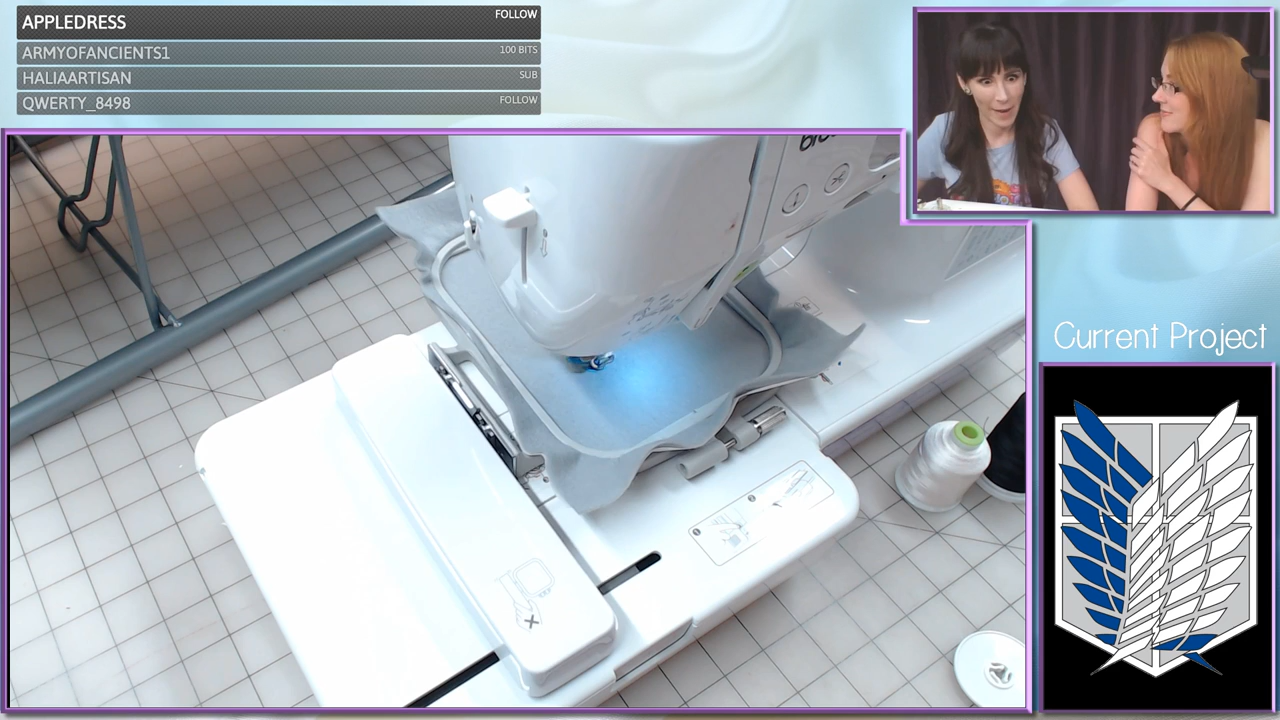 APPLEDRESS
FOLLOW
ARMYOFANCIENTS1
100 BITS
HALIAARTISAN
SUB
QWERTY_8498
FOLLOW
Current Project